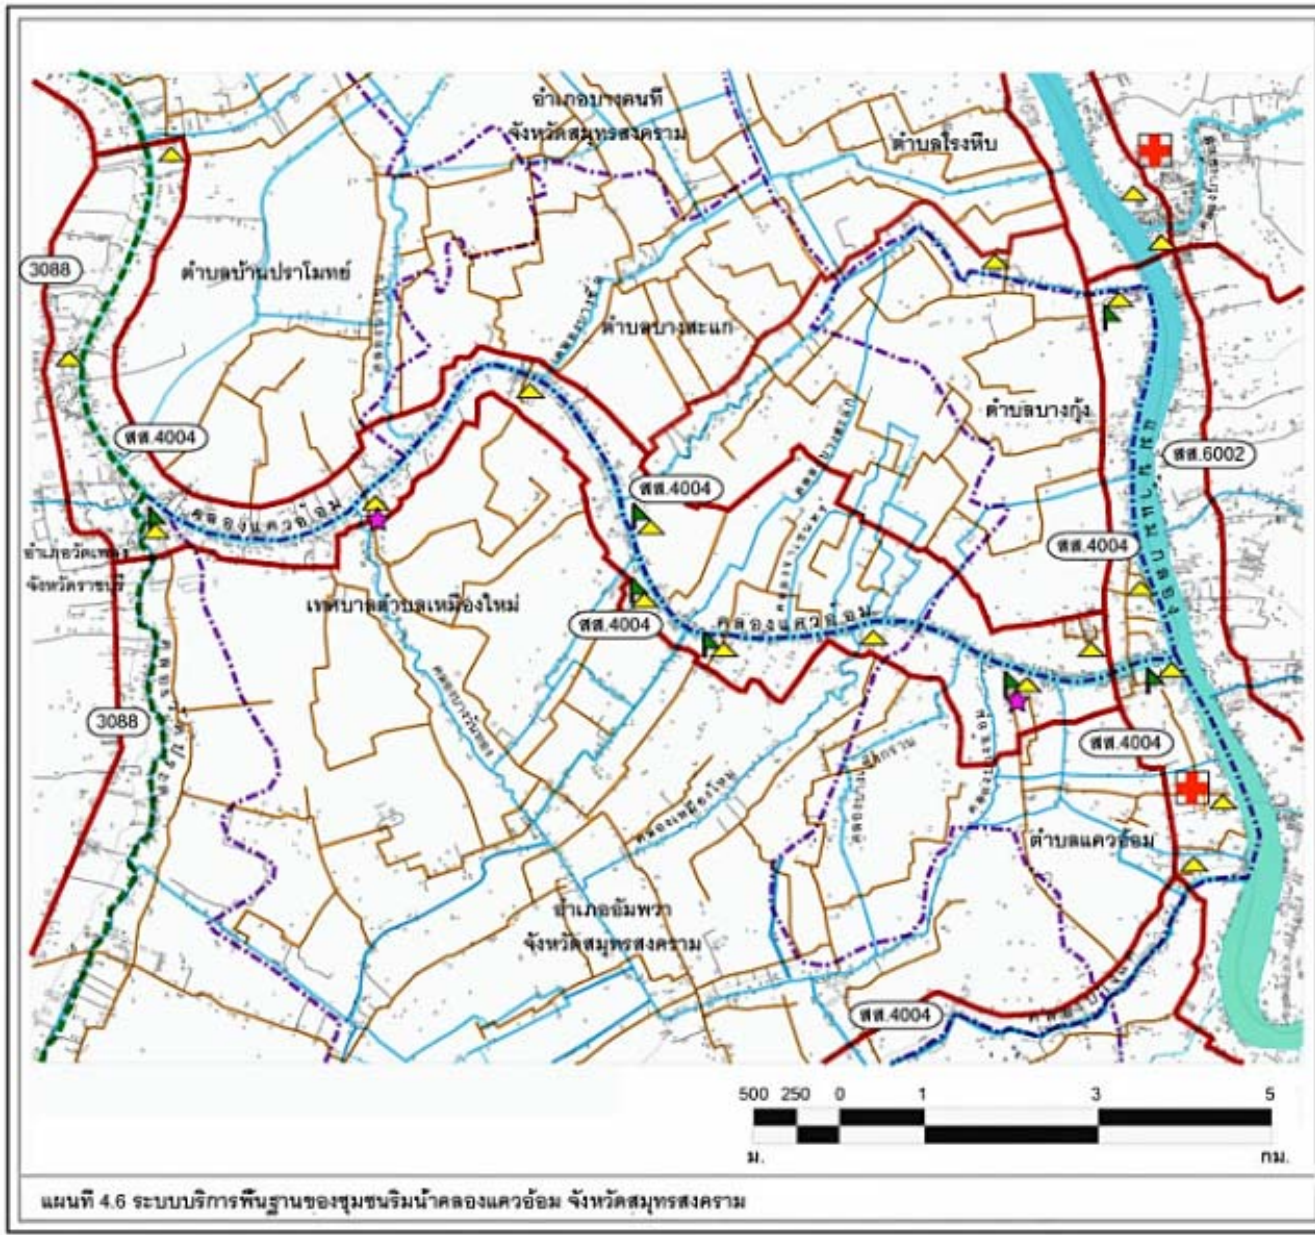 อำเภอบางคนที
จังหวัดสมุทรสงคราม
ตำบลโรงหีบ
3088
ตำบลบ้านปราโมทย์
ตำบลบางสะแก
ตำบลบางกุ้ง
สส.4004
สส.6002
สส.4004
คลองแควอ้อม
สส.4004
อำเภอวัดเพลง
จังหวัดราชบุรี
เทศบาลตำบลเหมืองใหม่
สส.4004
คลองแควอ้อม
3088
สส.4004
คลองเหมืองใหม่
ตำบลแควอ้อม
อำเภออัมพวา
จังหวัดสมุทรสงคราม
สส.4004
500 250 0 1 3 5
ม. กม.
แผนที่ 4.6 ระบบบริการพื้นฐานของชุมชนริมน้ำคลองแควอ้อม จังหวัดสมุทรสงคราม